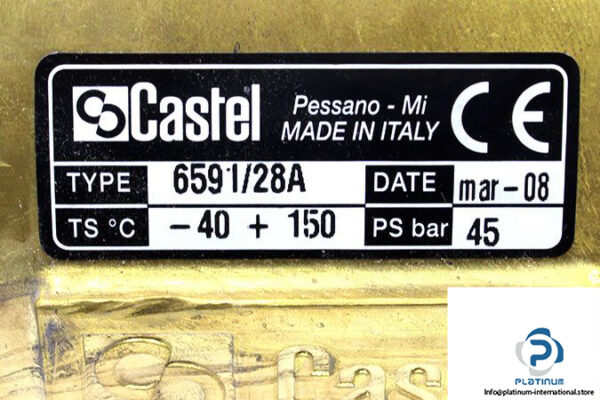 Castel Pessano - Mi CE
MADE IN ITALY
TYPE 6591/28A DATE mar-08
TS °C -40 + 150 PS bar 45
Cas
PLATINUM
Info@platinum-international.store